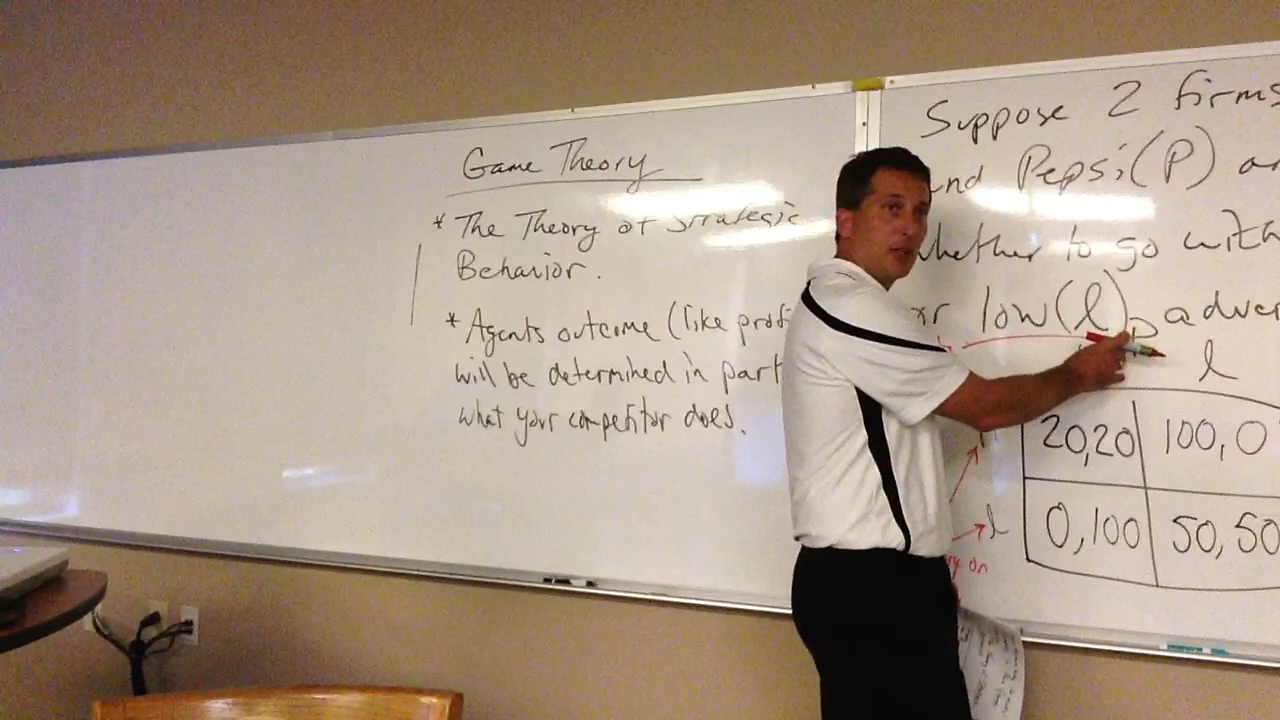 Game Theory
* The Theory of Strategic
Behavior.
* Agents outcome (like profi
will be determined in part
what your competitor does.
Suppose 2 firms
and Pepsi (P)
whether to go with
or low (l) adver
P
l
20,20 100,0
l 0,100 50,50
on